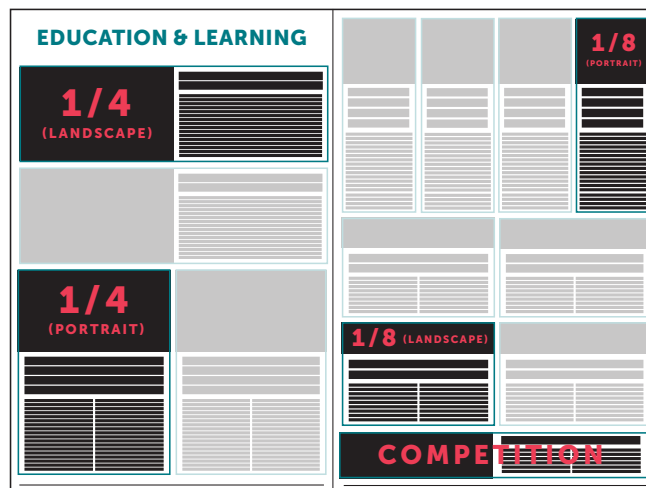 EDUCATION & LEARNING
1/4
(LANDSCAPE)
1/4
(PORTRAIT)
1/8
(PORTRAIT)
1/8 (LANDSCAPE)
COMPETITION